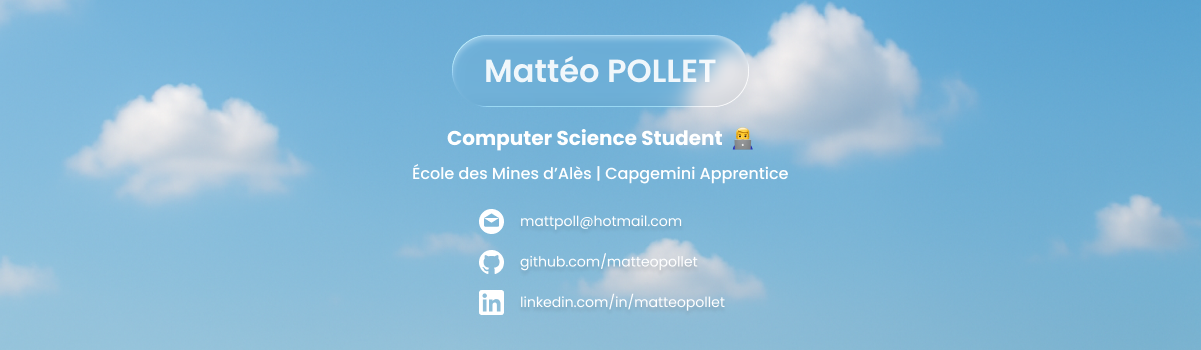 Mattéo POLLET
Computer Science Student 👨‍💻
École des Mines d’Alès | Capgemini Apprentice
mattpoll@hotmail.com
github.com/matteopollet
linkedin.com/in/matteopollet